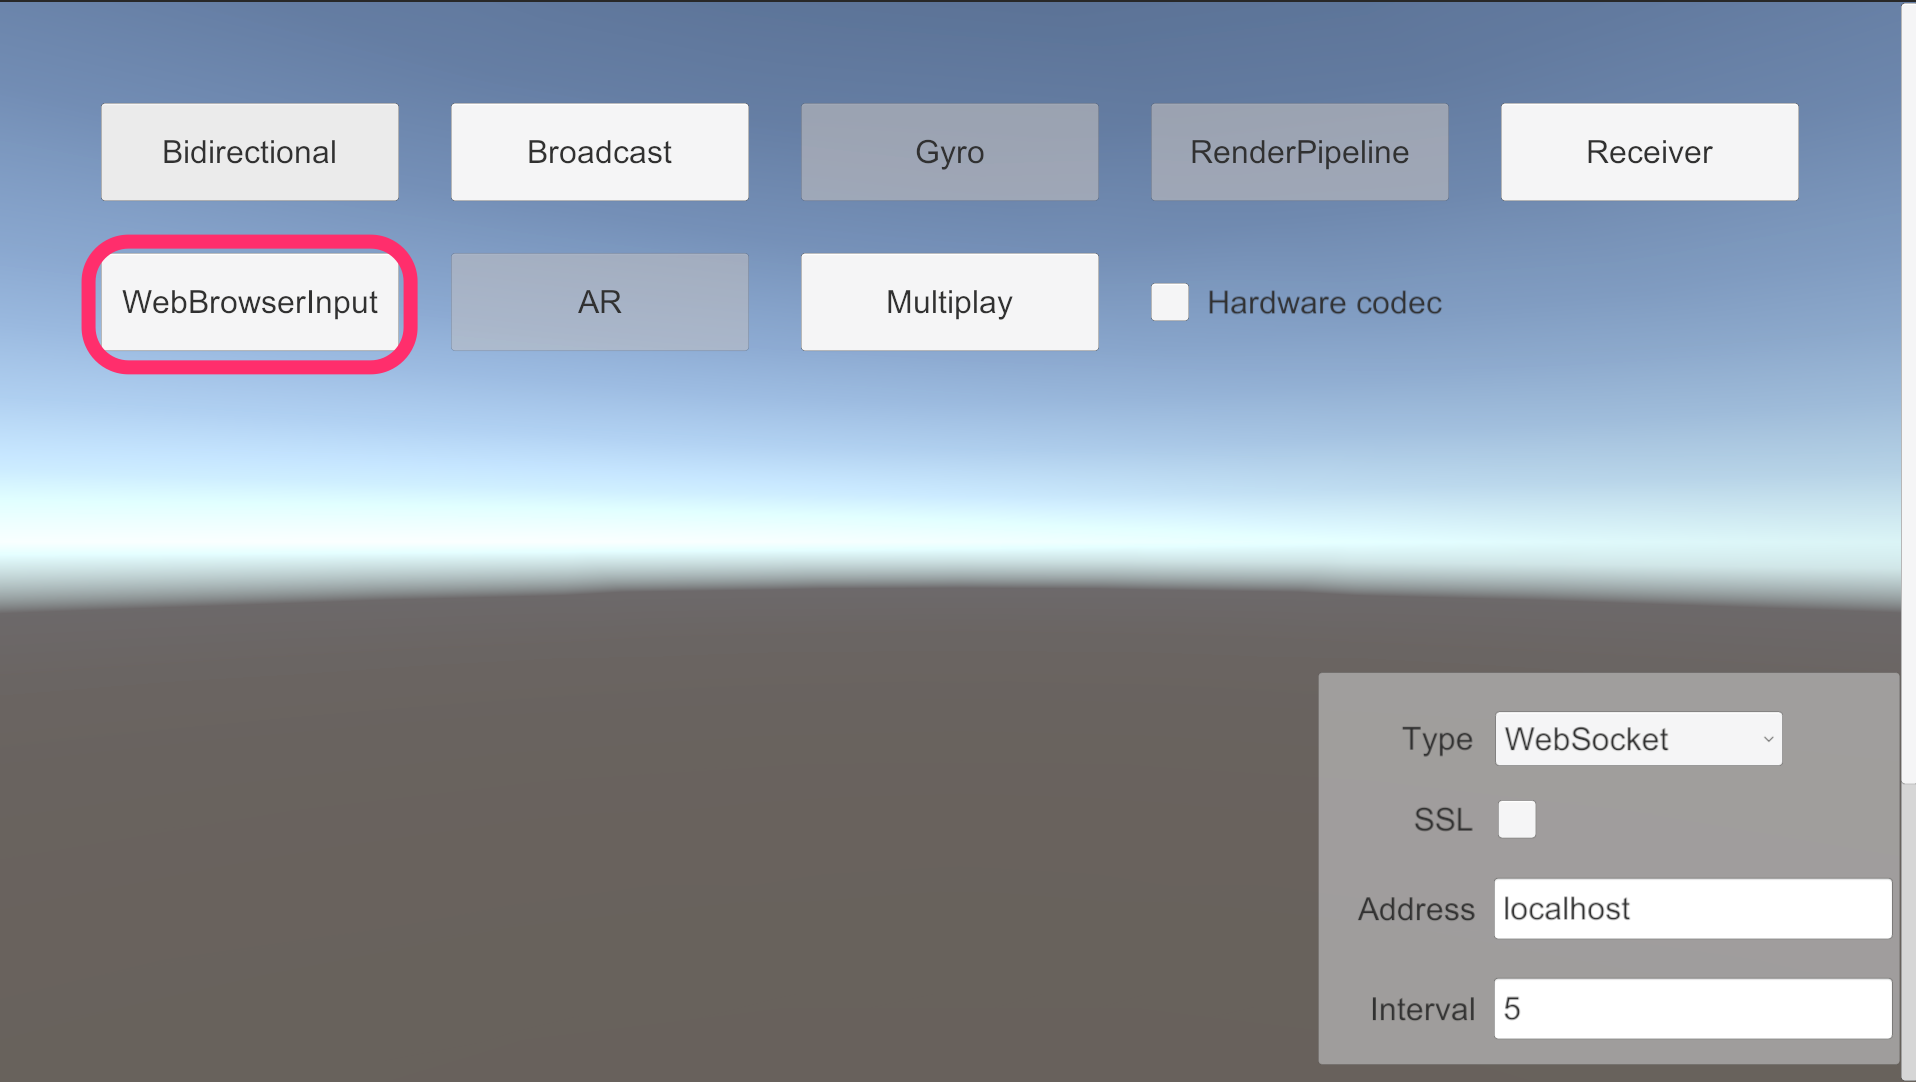 Bidirectional
Broadcast
Gyro
RenderPipeline
Receiver
WebBrowserInput
AR
Multiplay
Hardware codec
Type WebSocket
SSL
Address localhost
Interval 5